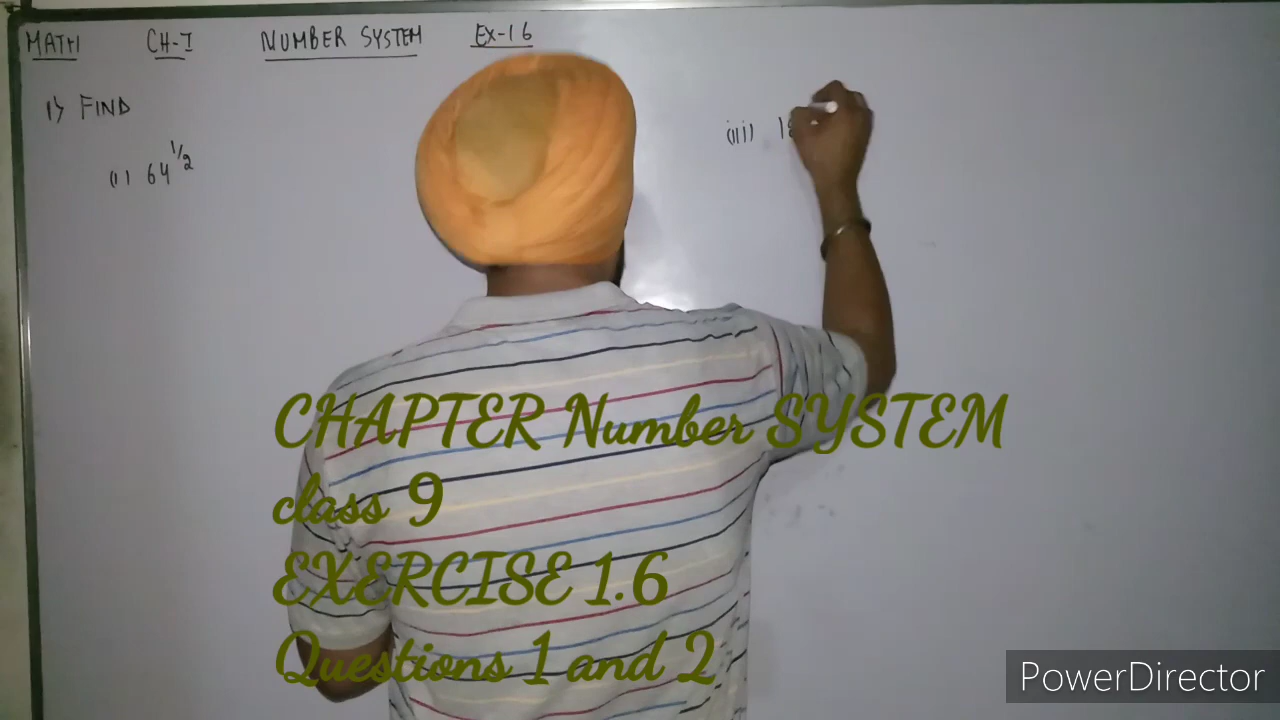 MATH CH-I NUMBER SYSTEM EX-16
1) FIND
(i) 64^1/2
(iii) 1
CHAPTER Number SYSTEM
class 9
EXERCISE 1.6
Questions 1 and 2
PowerDirector